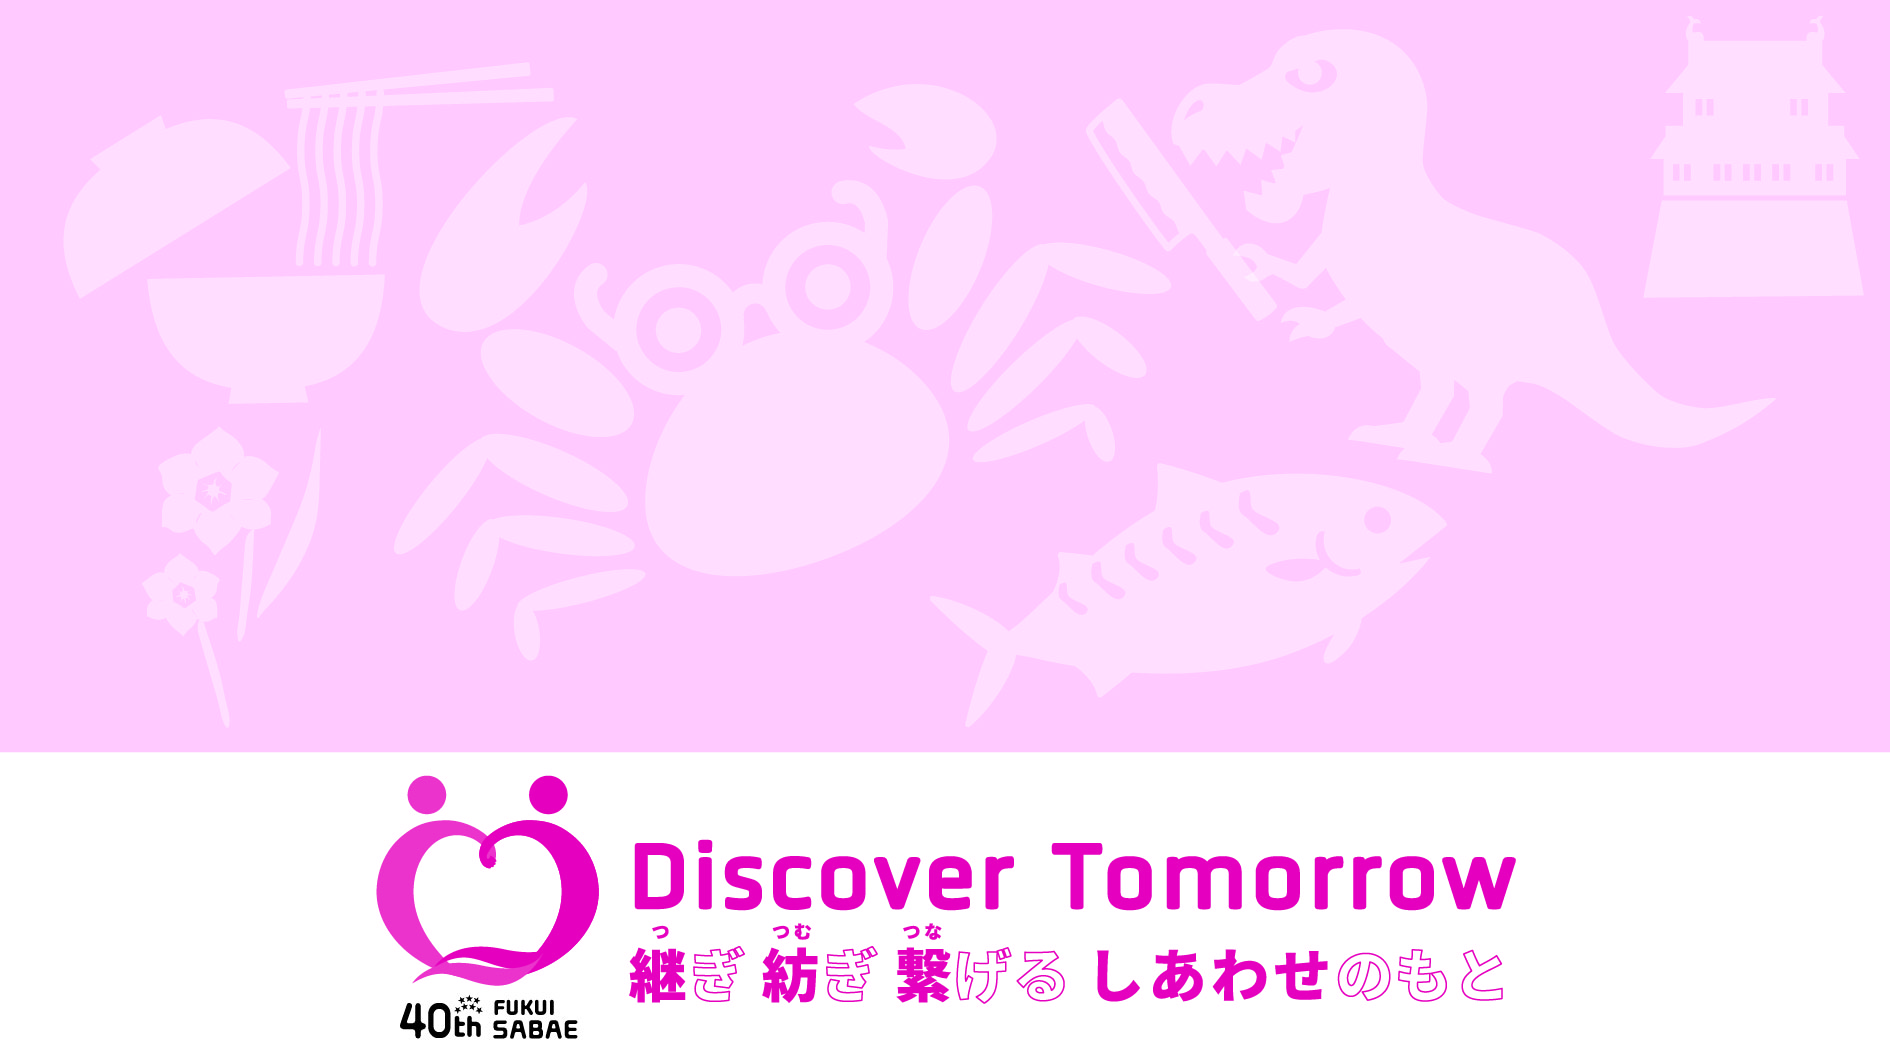 Discover Tomorrow
つ つむ つな
継ぎ 紡ぎ 繋げる しあわせのもと
40th FUKUI
SABAE